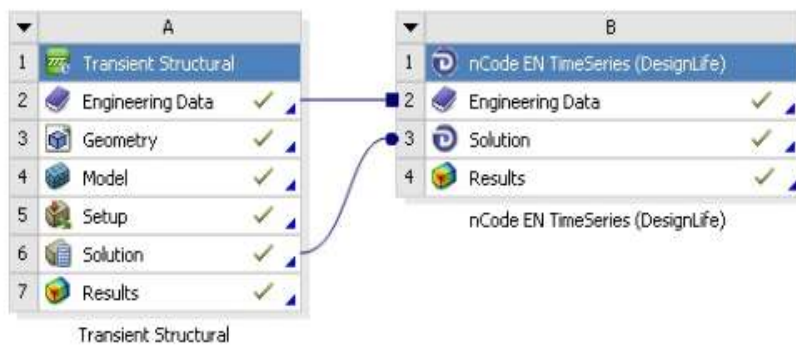 A
1 Transient Structural
2 Engineering Data
3 Geometry
4 Model
5 Setup
6 Solution
7 Results
Transient Structural
B
1 nCode EN TimeSeries (DesignLife)
2 Engineering Data
3 Solution
4 Results
nCode EN TimeSeries (DesignLife)